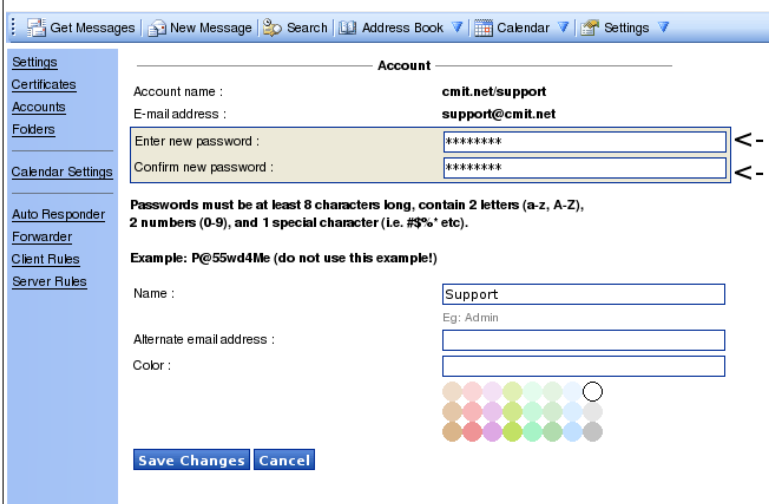 Get Messages New Message Search Address Book Calendar Settings
Settings
Certificates
Accounts
Folders
Calendar Settings
Auto Responder
Forwarder
Client Rules
Server Rules
Account
Account name : cmit.net/support
E-mail address : support@cmit.net
Enter new password : ******** <-
Confirm new password : ******** <-
Passwords must be at least 8 characters long, contain 2 letters (a-z, A-Z),
2 numbers (0-9), and 1 special character (i.e. #$%* etc).
Example: P@55wd4Me (do not use this example!)
Name : Support
Eg: Admin
Alternate email address :
Color :
Save Changes Cancel